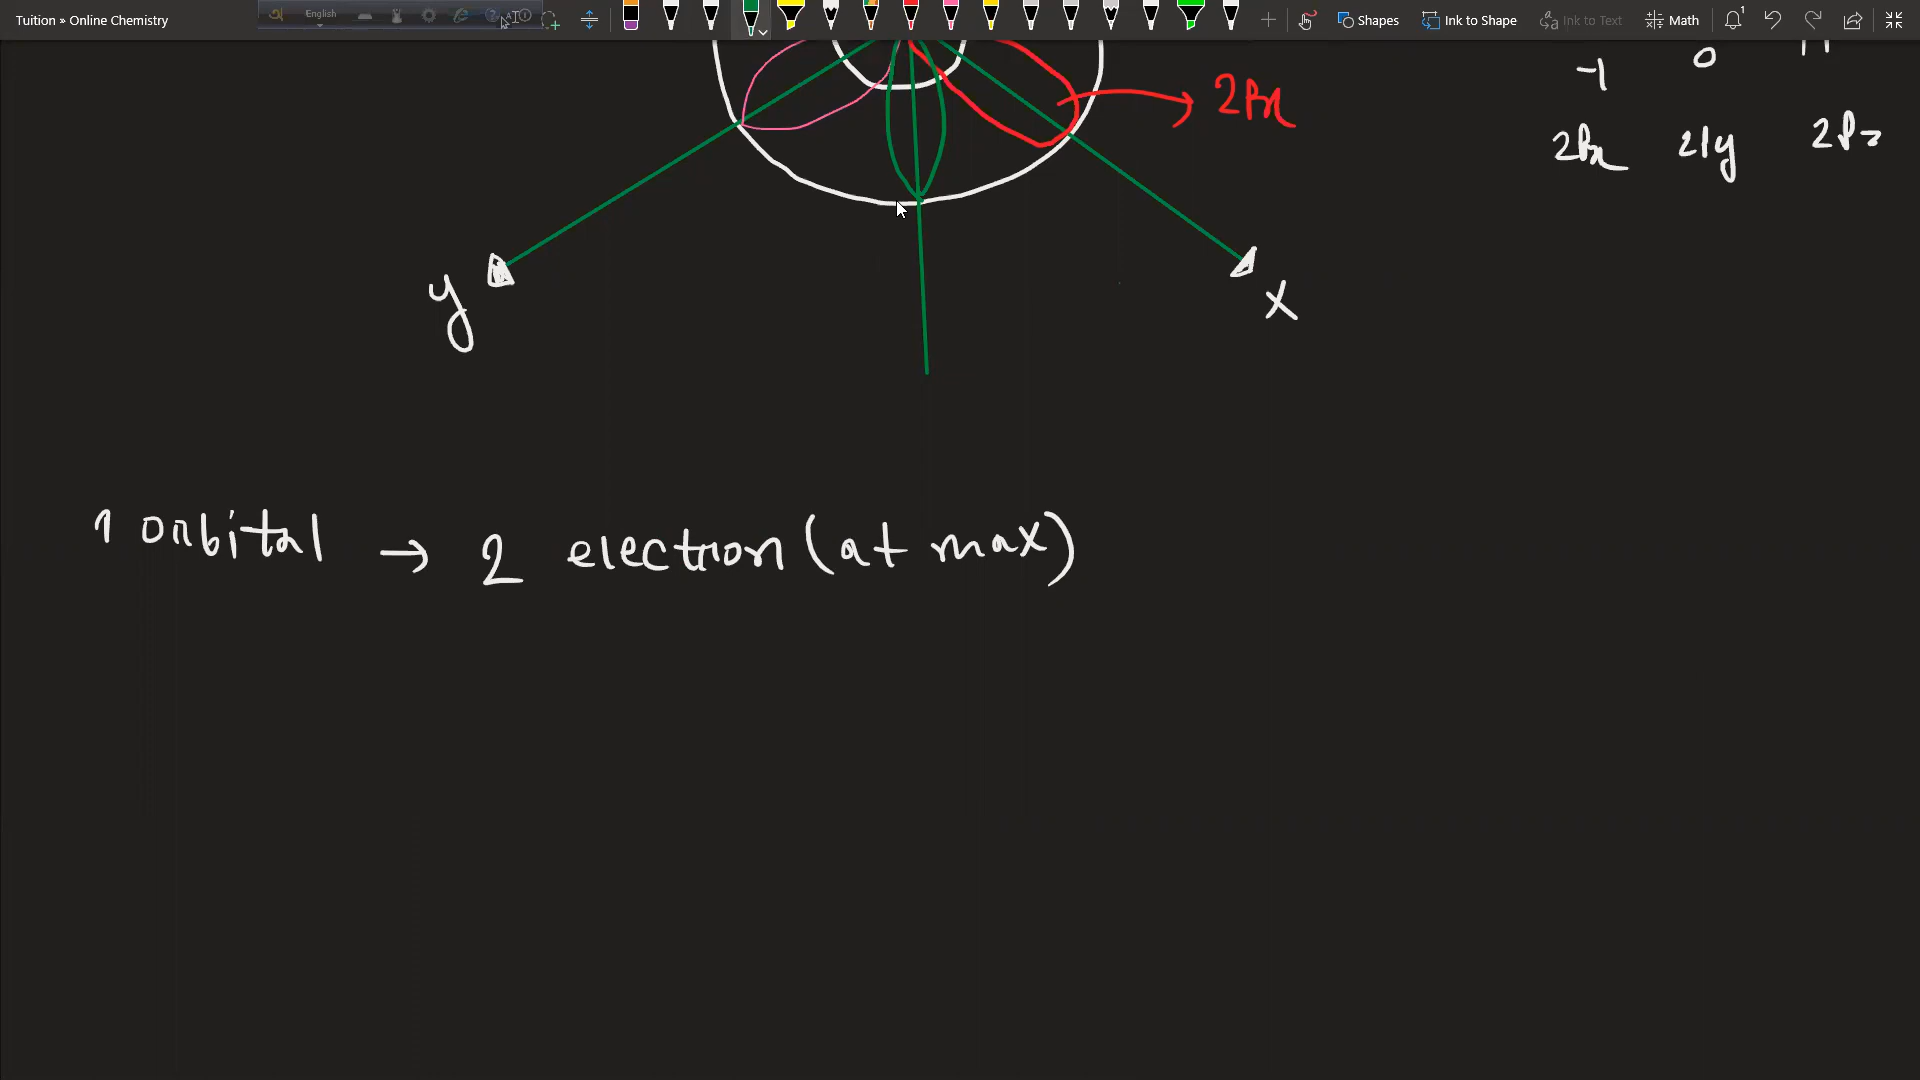 Tuition » Online Chemistry
English
Shapes
Ink to Shape
Ink to Text
Math
-1 0
2Px
2Px 2Py 2Pz
y
x
1 orbital → 2 electron (at max)